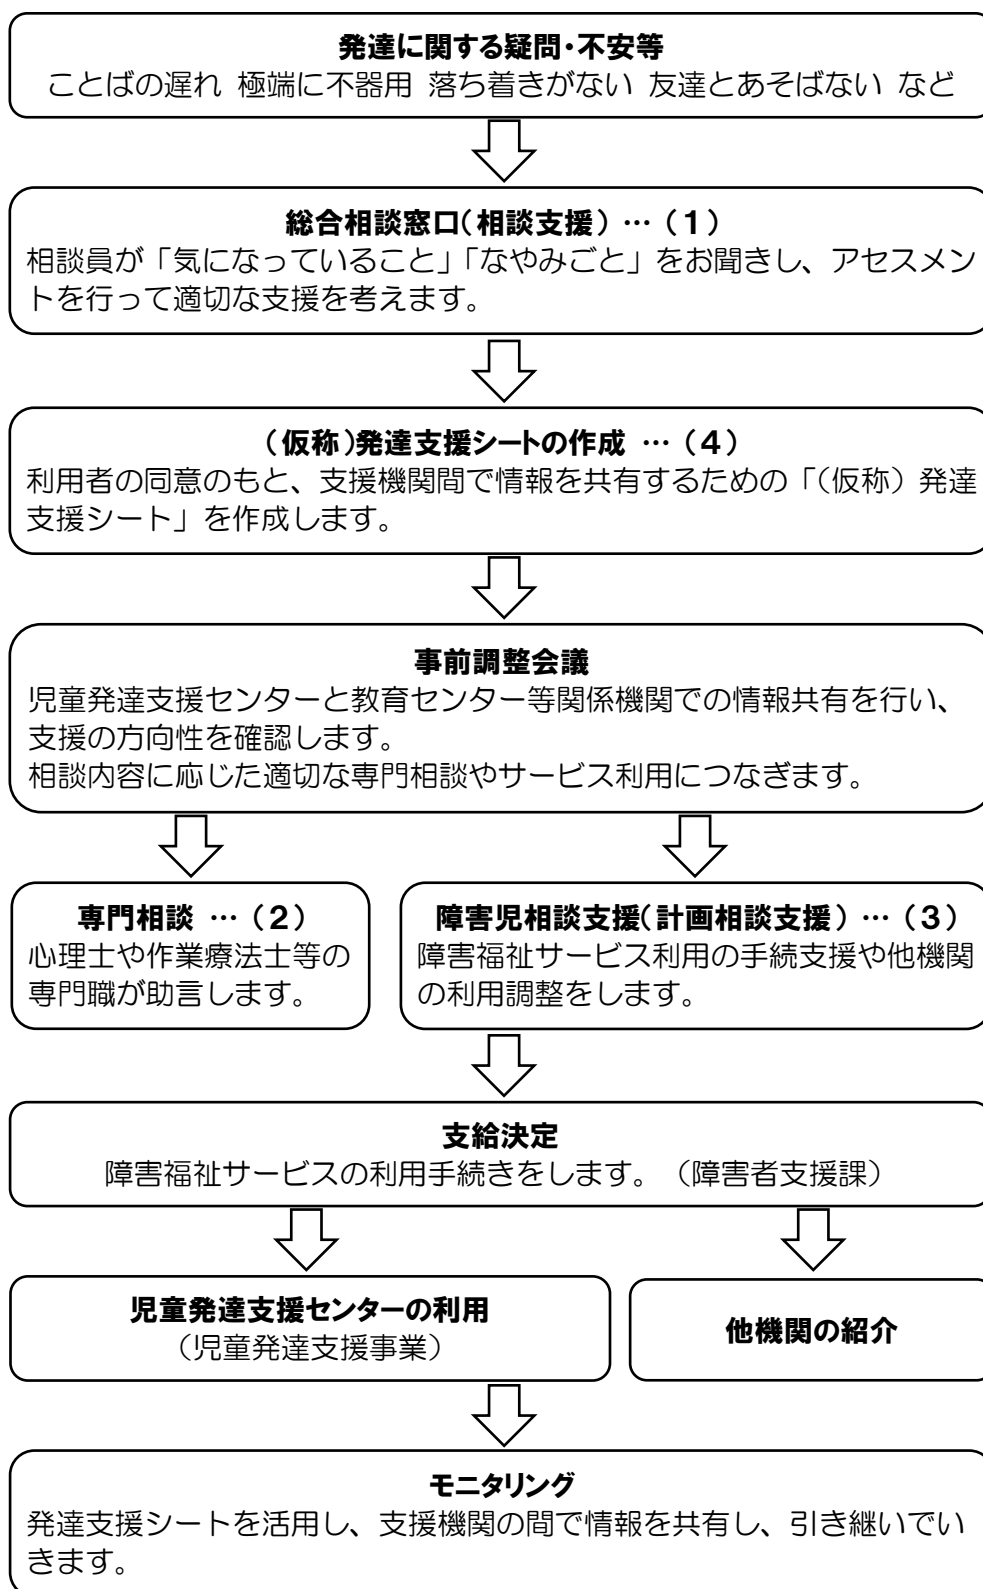 発達に関する疑問・不安等
ことばの遅れ 極端に不器用 落ち着きがない 友達とあそばない など
総合相談窓口(相談支援) …(1)
相談員が「気になっていること」「なやみごと」をお聞きし、アセスメン
トを行って適切な支援を考えます。
(仮称)発達支援シートの作成 …(4)
利用者の同意のもと、支援機関間で情報を共有するための「(仮称)発達
支援シート」を作成します。
事前調整会議
児童発達支援センターと教育センター等関係機関での情報共有を行い、
支援の方向性を確認します。
相談内容に応じた適切な専門相談やサービス利用につなぎます。
専門相談 …(2)
心理士や作業療法士等の
専門職が助言します。
障害児相談支援(計画相談支援) …(3)
障害福祉サービス利用の手続支援や他機関
の利用調整をします。
支給決定
障害福祉サービスの利用手続きをします。(障害者支援課)
児童発達支援センターの利用
(児童発達支援事業)
他機関の紹介
モニタリング
発達支援シートを活用し、支援機関の間で情報を共有し、引き継いでい
きます。